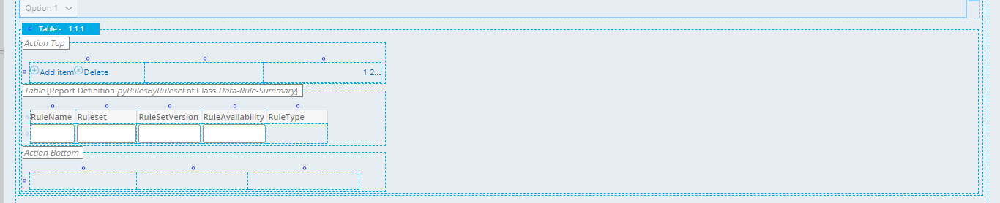 Option 1
Table - 1.1.1
Action Top
Add item Delete 1 2...
Table [Report Definition pyRulesByRuleset of Class Data-Rule-Summary]
RuleName Ruleset RuleSetVersion RuleAvailability RuleType
Action Bottom